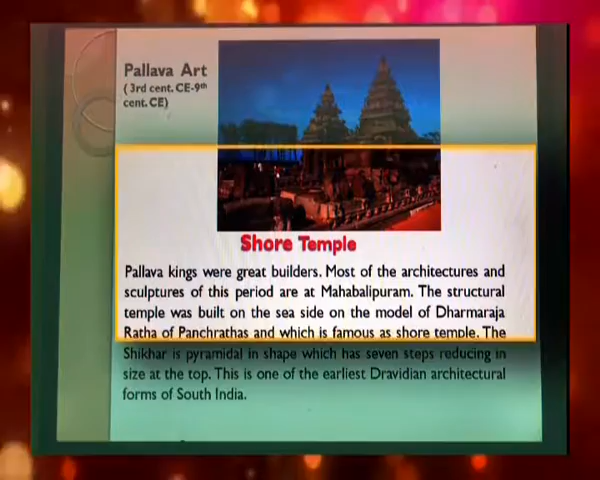 Pallava Art
(3rd cent. CE-9th
cent. CE)
Shore Temple
Pallava kings were great builders. Most of the architectures and
sculptures of this period are at Mahabalipuram. The structural
temple was built on the sea side on the model of Dharmaraja
Ratha of Panchrathas and which is famous as shore temple. The
Shikhar is pyramidal in shape which has seven steps reducing in
size at the top. This is one of the earliest Dravidian architectural
forms of South India.